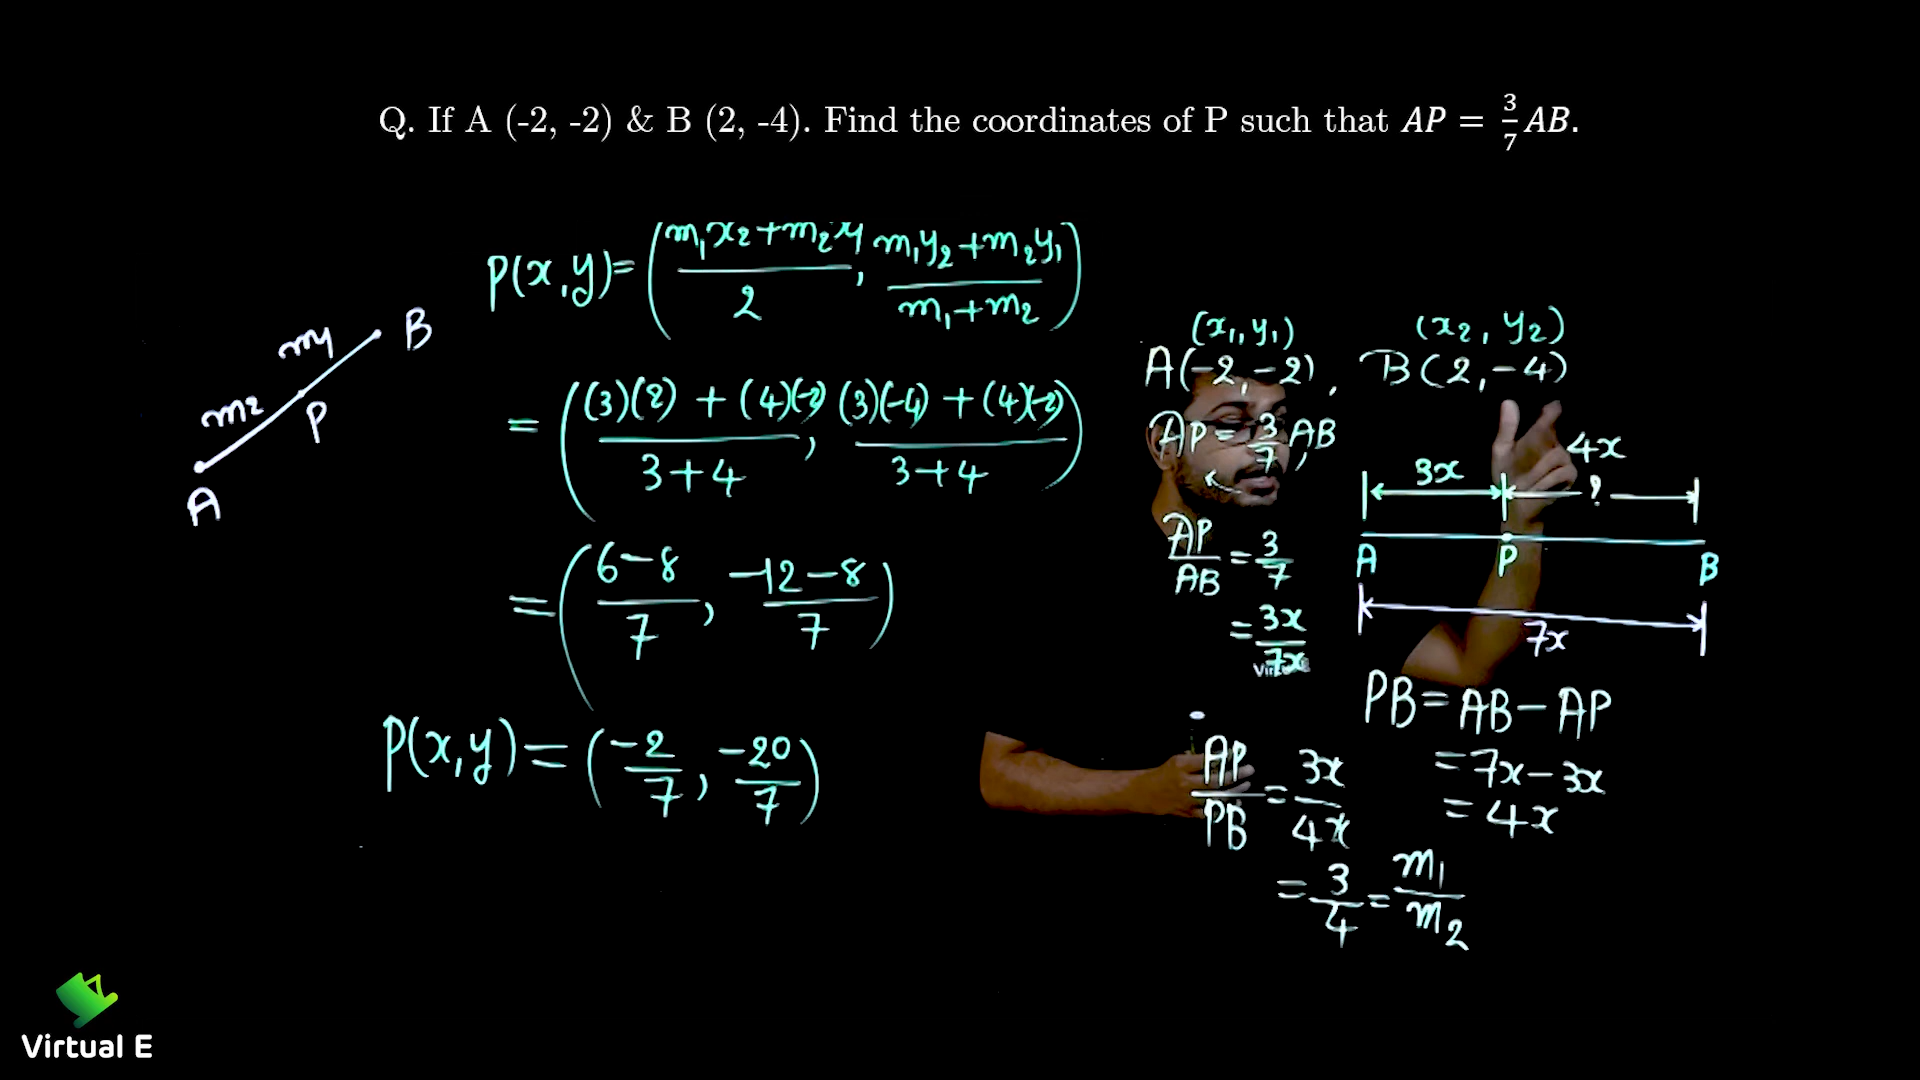 Q. If A (-2, -2) & B (2, -4). Find the coordinates of P such that AP = 3/7 AB.
P(x,y) = (m₁x₂+m₂x₁/2, m₁y₂+m₂y₁/m₁+m₂)
m₁
B
m₂
P
A
= ((3)(2) + (4)(-2)/3+4, (3)(-4) + (4)(-2)/3+4)
= (6-8/7, -12-8/7)
P(x,y) = (-2/7, -20/7)
(x₁, y₁) (x₂, y₂)
A(-2, -2), B(2, -4)
AP = 3/7 AB,
AP/AB = 3/7
= 3x/7x
3x 4x
?
A P B
7x
PB = AB - AP
= 7x - 3x
= 4x
AP/PB = 3x/4x
= 3/4 = m₁/m₂
Virtual E